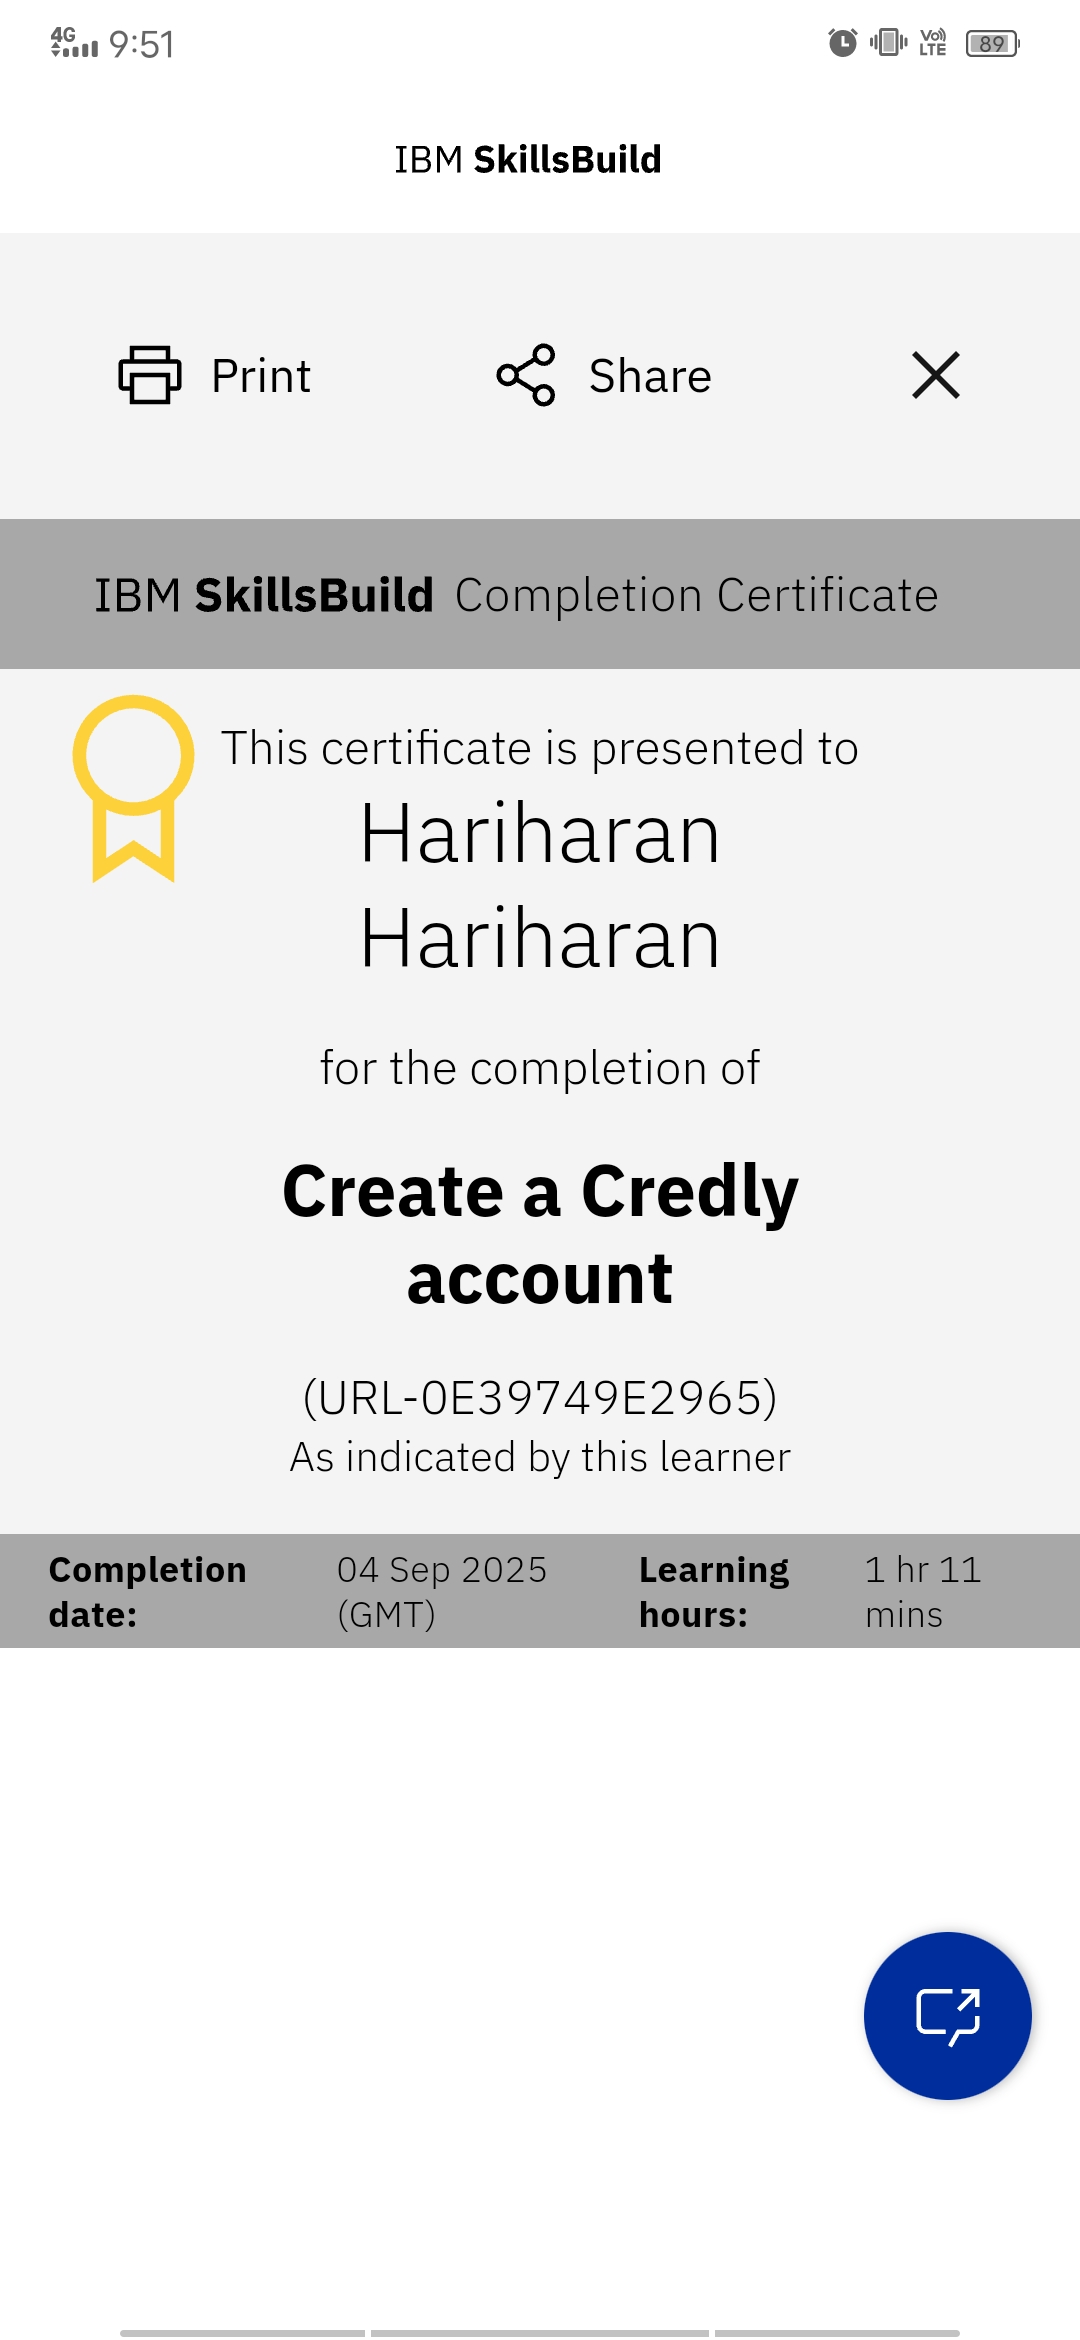 4G 9:51 Vo) LTE 89
IBM SkillsBuild
Print Share
IBM SkillsBuild Completion Certificate
This certificate is presented to
Hariharan
Hariharan
for the completion of
Create a Credly
account
(URL-0E39749E2965)
As indicated by this learner
Completion date: 04 Sep 2025 (GMT) Learning hours: 1 hr 11 mins